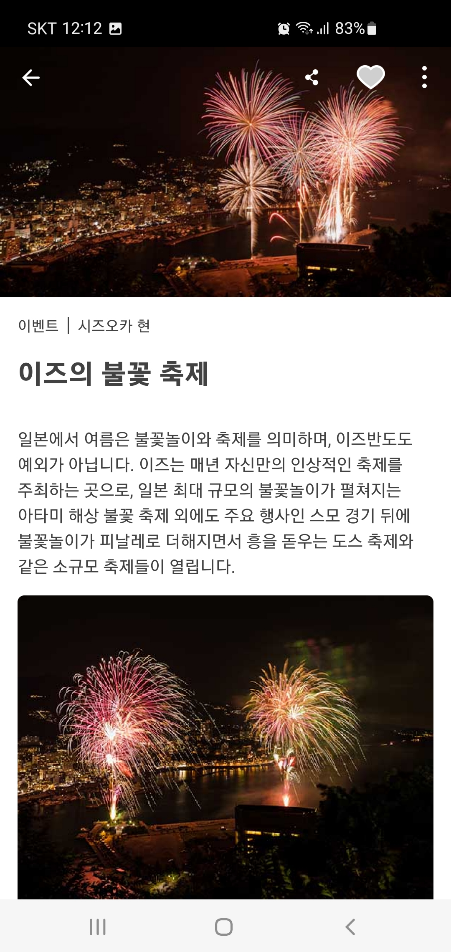 SKT 12:12 83%
이벤트 | 시즈오카 현
이즈의 불꽃 축제
일본에서 여름은 불꽃놀이와 축제를 의미하며, 이즈반도도
예외가 아닙니다. 이즈는 매년 자신만의 인상적인 축제를
주최하는 곳으로, 일본 최대 규모의 불꽃놀이가 펼쳐지는
아타미 해상 불꽃 축제 외에도 주요 행사인 스모 경기 뒤에
불꽃놀이가 피날레로 더해지면서 흥을 돋우는 도스 축제와
같은 소규모 축제들이 열립니다.